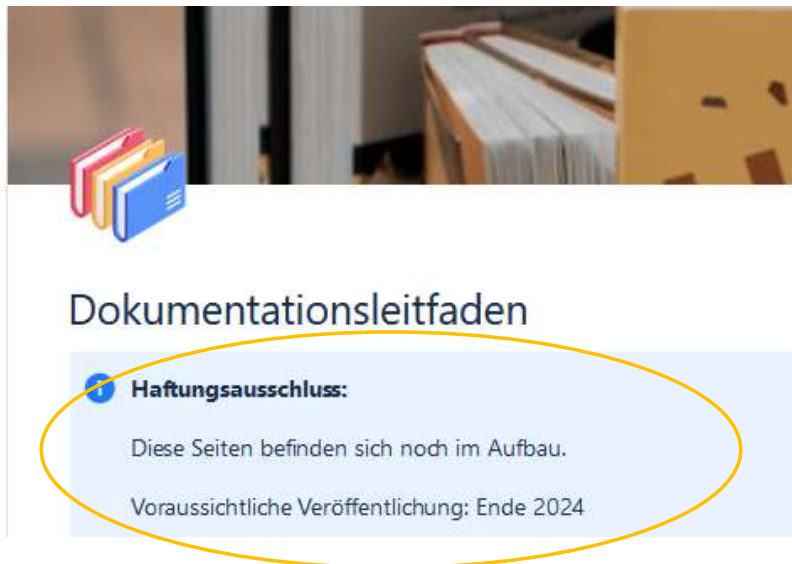 Dokumentationsleitfaden
Haftungsausschluss:
Diese Seiten befinden sich noch im Aufbau.
Voraussichtliche Veröffentlichung: Ende 2024